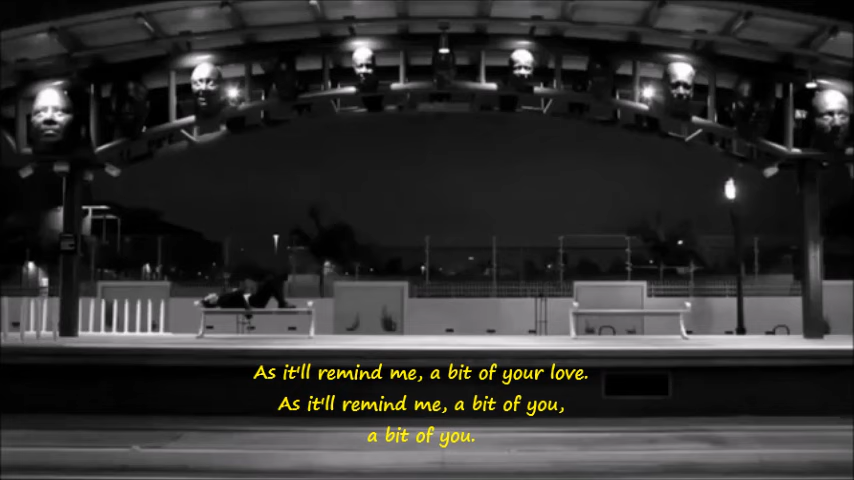 As it'll remind me, a bit of your love.
As it'll remind me, a bit of you,
a bit of you.